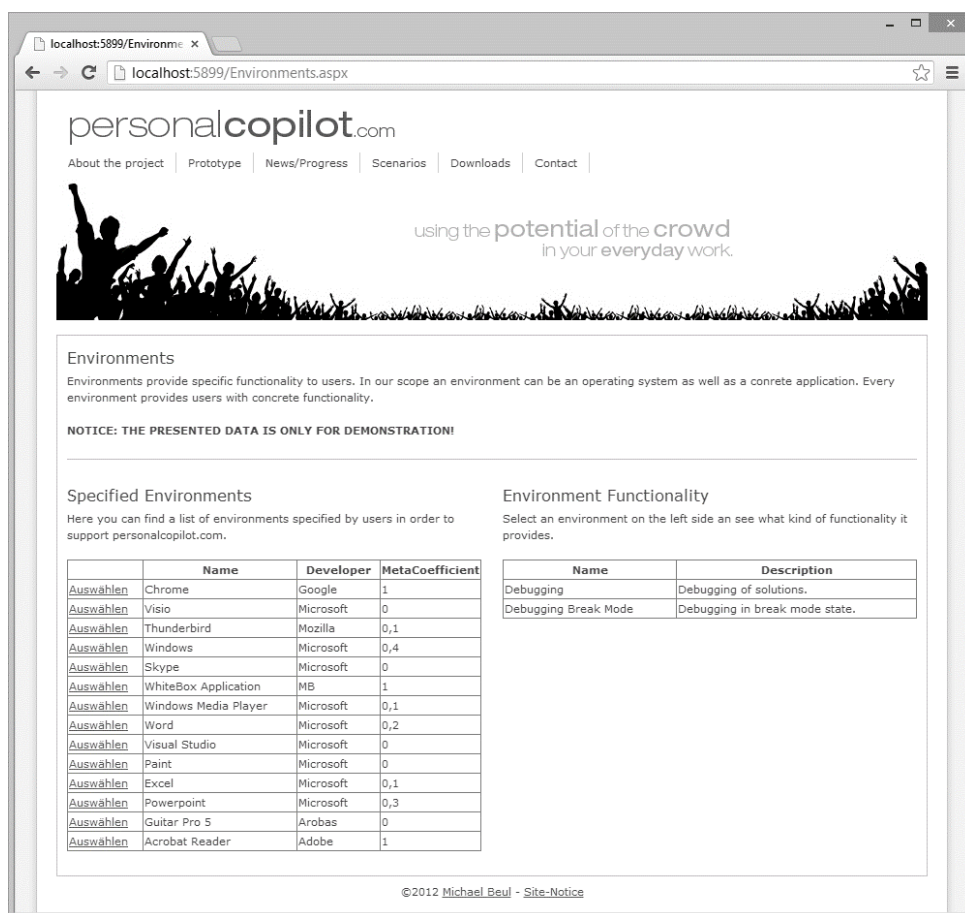 localhost:5899/Environme
localhost:5899/Environments.aspx
personalcopilot.com
About the project Prototype News/Progress Scenarios Downloads Contact
using the potential of the crowd
in your everyday work.
Environments
Environments provide specific functionality to users. In our scope an environment can be an operating system as well as a conrete application. Every
environment provides users with concrete functionality.
NOTICE: THE PRESENTED DATA IS ONLY FOR DEMONSTRATION!
Specified Environments
Here you can find a list of environments specified by users in order to
support personalcopilot.com.
Name Developer MetaCoefficient
Auswählen Chrome Google 1
Auswählen Visio Microsoft 0
Auswählen Thunderbird Mozilla 0,1
Auswählen Windows Microsoft 0,4
Auswählen Skype Microsoft 0
Auswählen WhiteBox Application MB 1
Auswählen Windows Media Player Microsoft 0,1
Auswählen Word Microsoft 0,2
Auswählen Visual Studio Microsoft 0
Auswählen Paint Microsoft 0
Auswählen Excel Microsoft 0,1
Auswählen Powerpoint Microsoft 0,3
Auswählen Guitar Pro 5 Arobas 0
Auswählen Acrobat Reader Adobe 1
Environment Functionality
Select an environment on the left side an see what kind of functionality it
provides.
Name Description
Debugging Debugging of solutions.
Debugging Break Mode Debugging in break mode state.
©2012 Michael Beul - Site-Notice